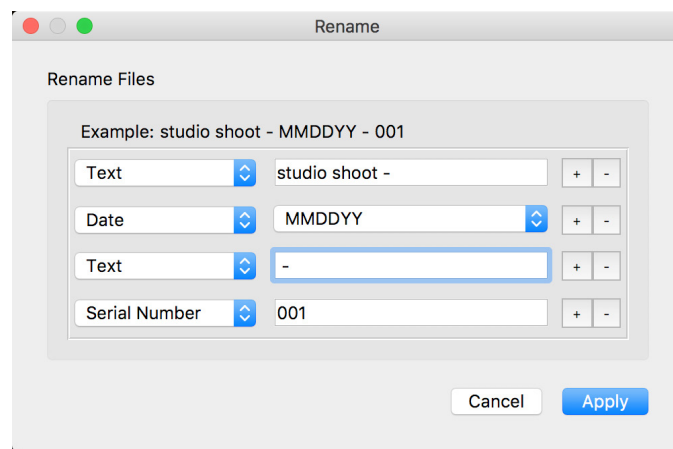 Rename
Rename Files
Example: studio shoot - MMDDYY - 001
Text studio shoot - + -
Date MMDDYY + -
Text - + -
Serial Number 001 + -
Cancel Apply